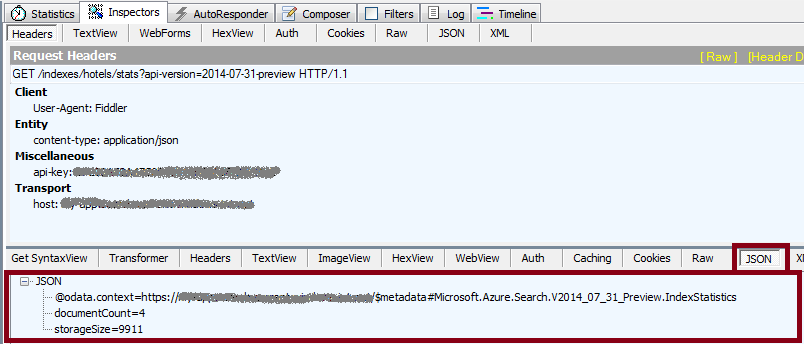 Statistics Inspectors AutoResponder Composer Filters Log Timeline
Headers TextView WebForms HexView Auth Cookies Raw JSON XML
Request Headers [ Raw ] [Header D
GET /indexes/hotels/stats?api-version=2014-07-31-preview HTTP/1.1
Client
User-Agent: Fiddler
Entity
content-type: application/json
Miscellaneous
api-key:
Transport
host:
Get SyntaxView Transformer Headers TextView ImageView HexView WebView Auth Caching Cookies Raw JSON XM
JSON
@odata.context=https:// /$metadata#Microsoft.Azure.Search.V2014_07_31_Preview.IndexStatistics
documentCount=4
storageSize=9911